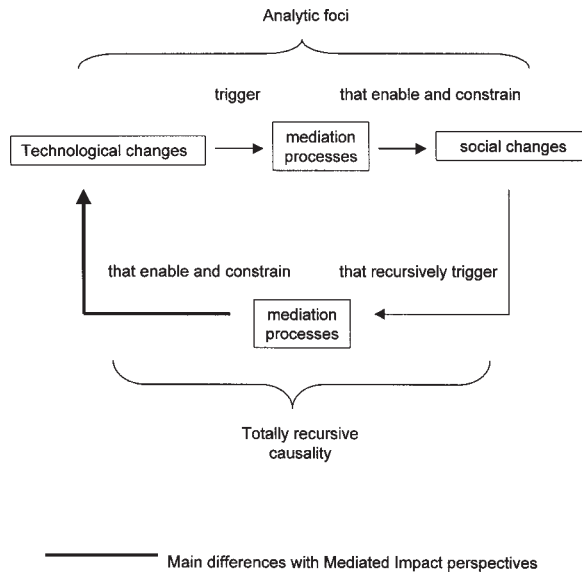 Analytic foci
trigger
that enable and constrain
Technological changes
mediation
processes
social changes
that enable and constrain
that recursively trigger
mediation
processes
Totally recursive
causality
Main differences with Mediated Impact perspectives